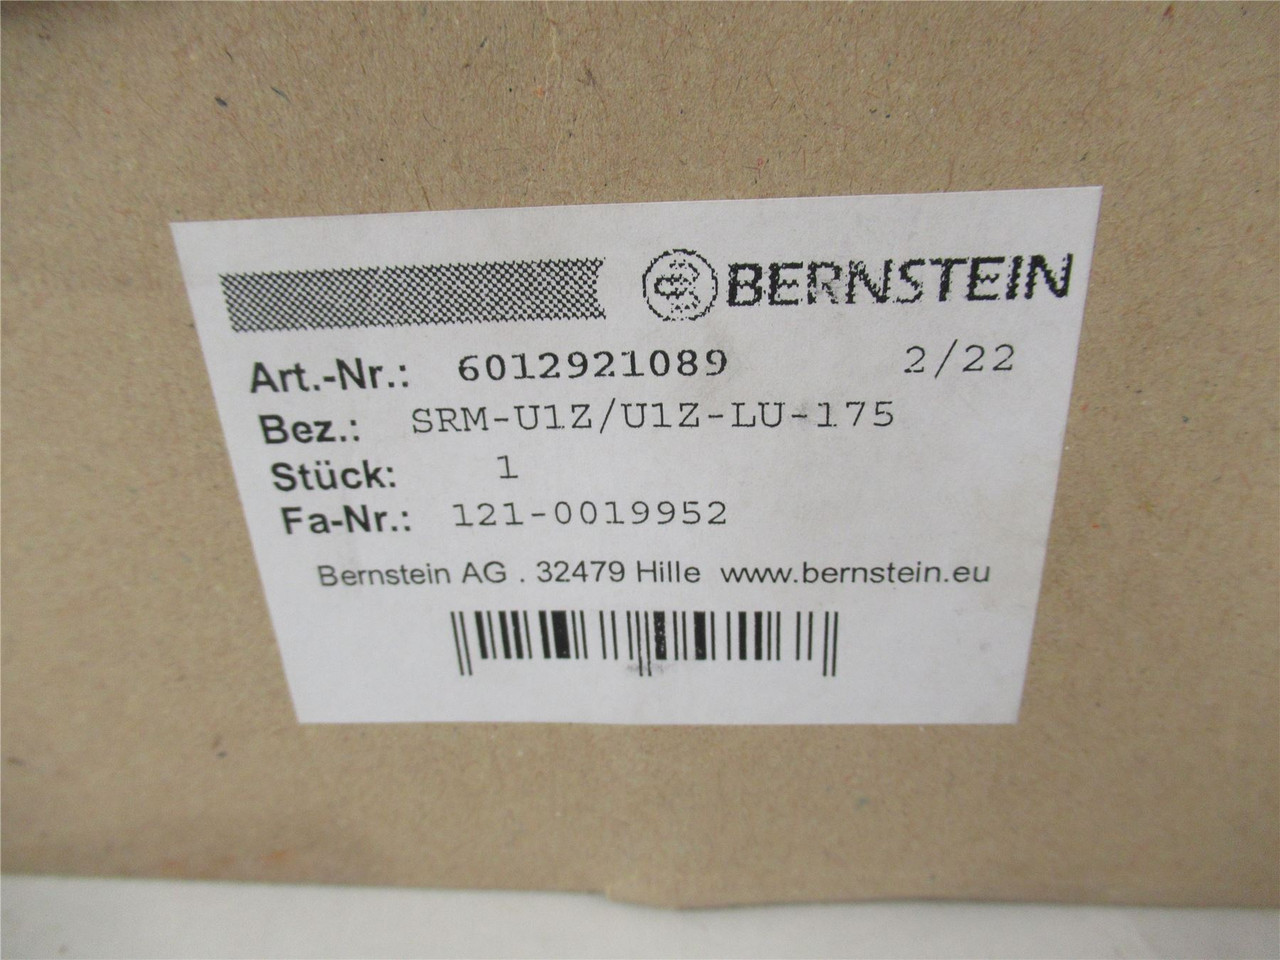 BERNSTEIN
Art.-Nr.: 6012921089 2/22
Bez.: SRM-U1Z/U1Z-LU-175
Stück: 1
Fa-Nr.: 121-0019952
Bernstein AG . 32479 Hille www.bernstein.eu